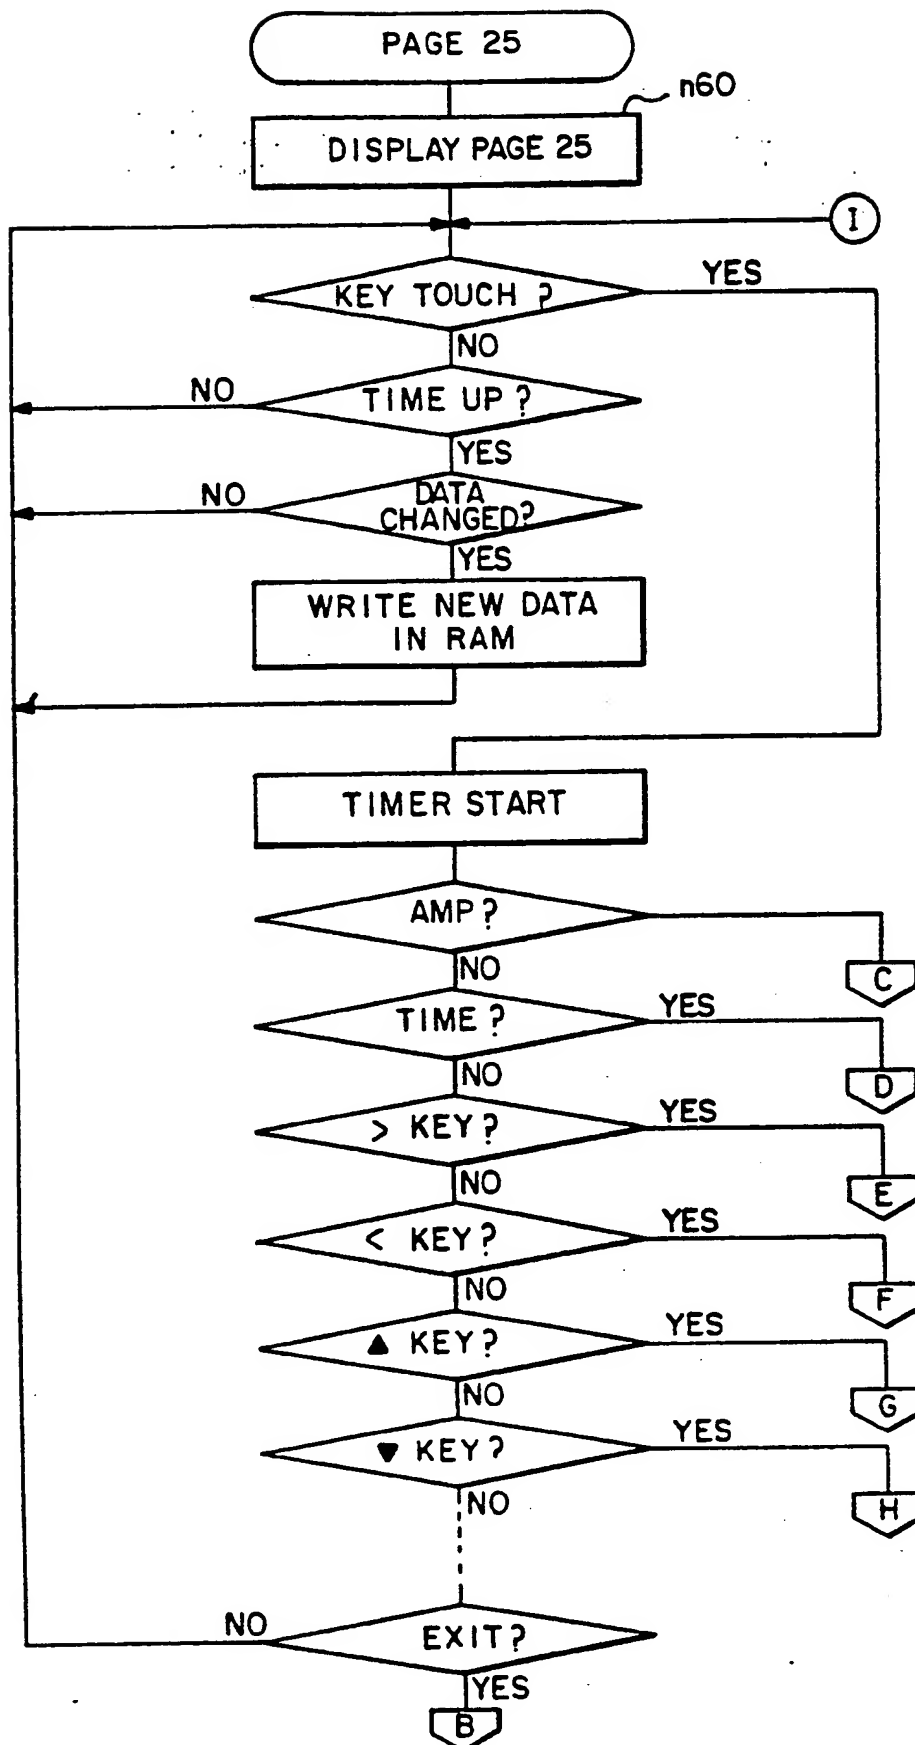 PAGE 25
n60
DISPLAY PAGE 25
I
KEY TOUCH ?
YES
NO
TIME UP ?
NO
YES
DATA
CHANGED?
NO
YES
WRITE NEW DATA
IN RAM
TIMER START
AMP ?
NO
C
TIME ?
YES
NO
D
> KEY?
YES
NO
E
< KEY?
YES
NO
F
▲ KEY?
YES
NO
G
▼ KEY?
YES
NO
H
EXIT?
NO
YES
B